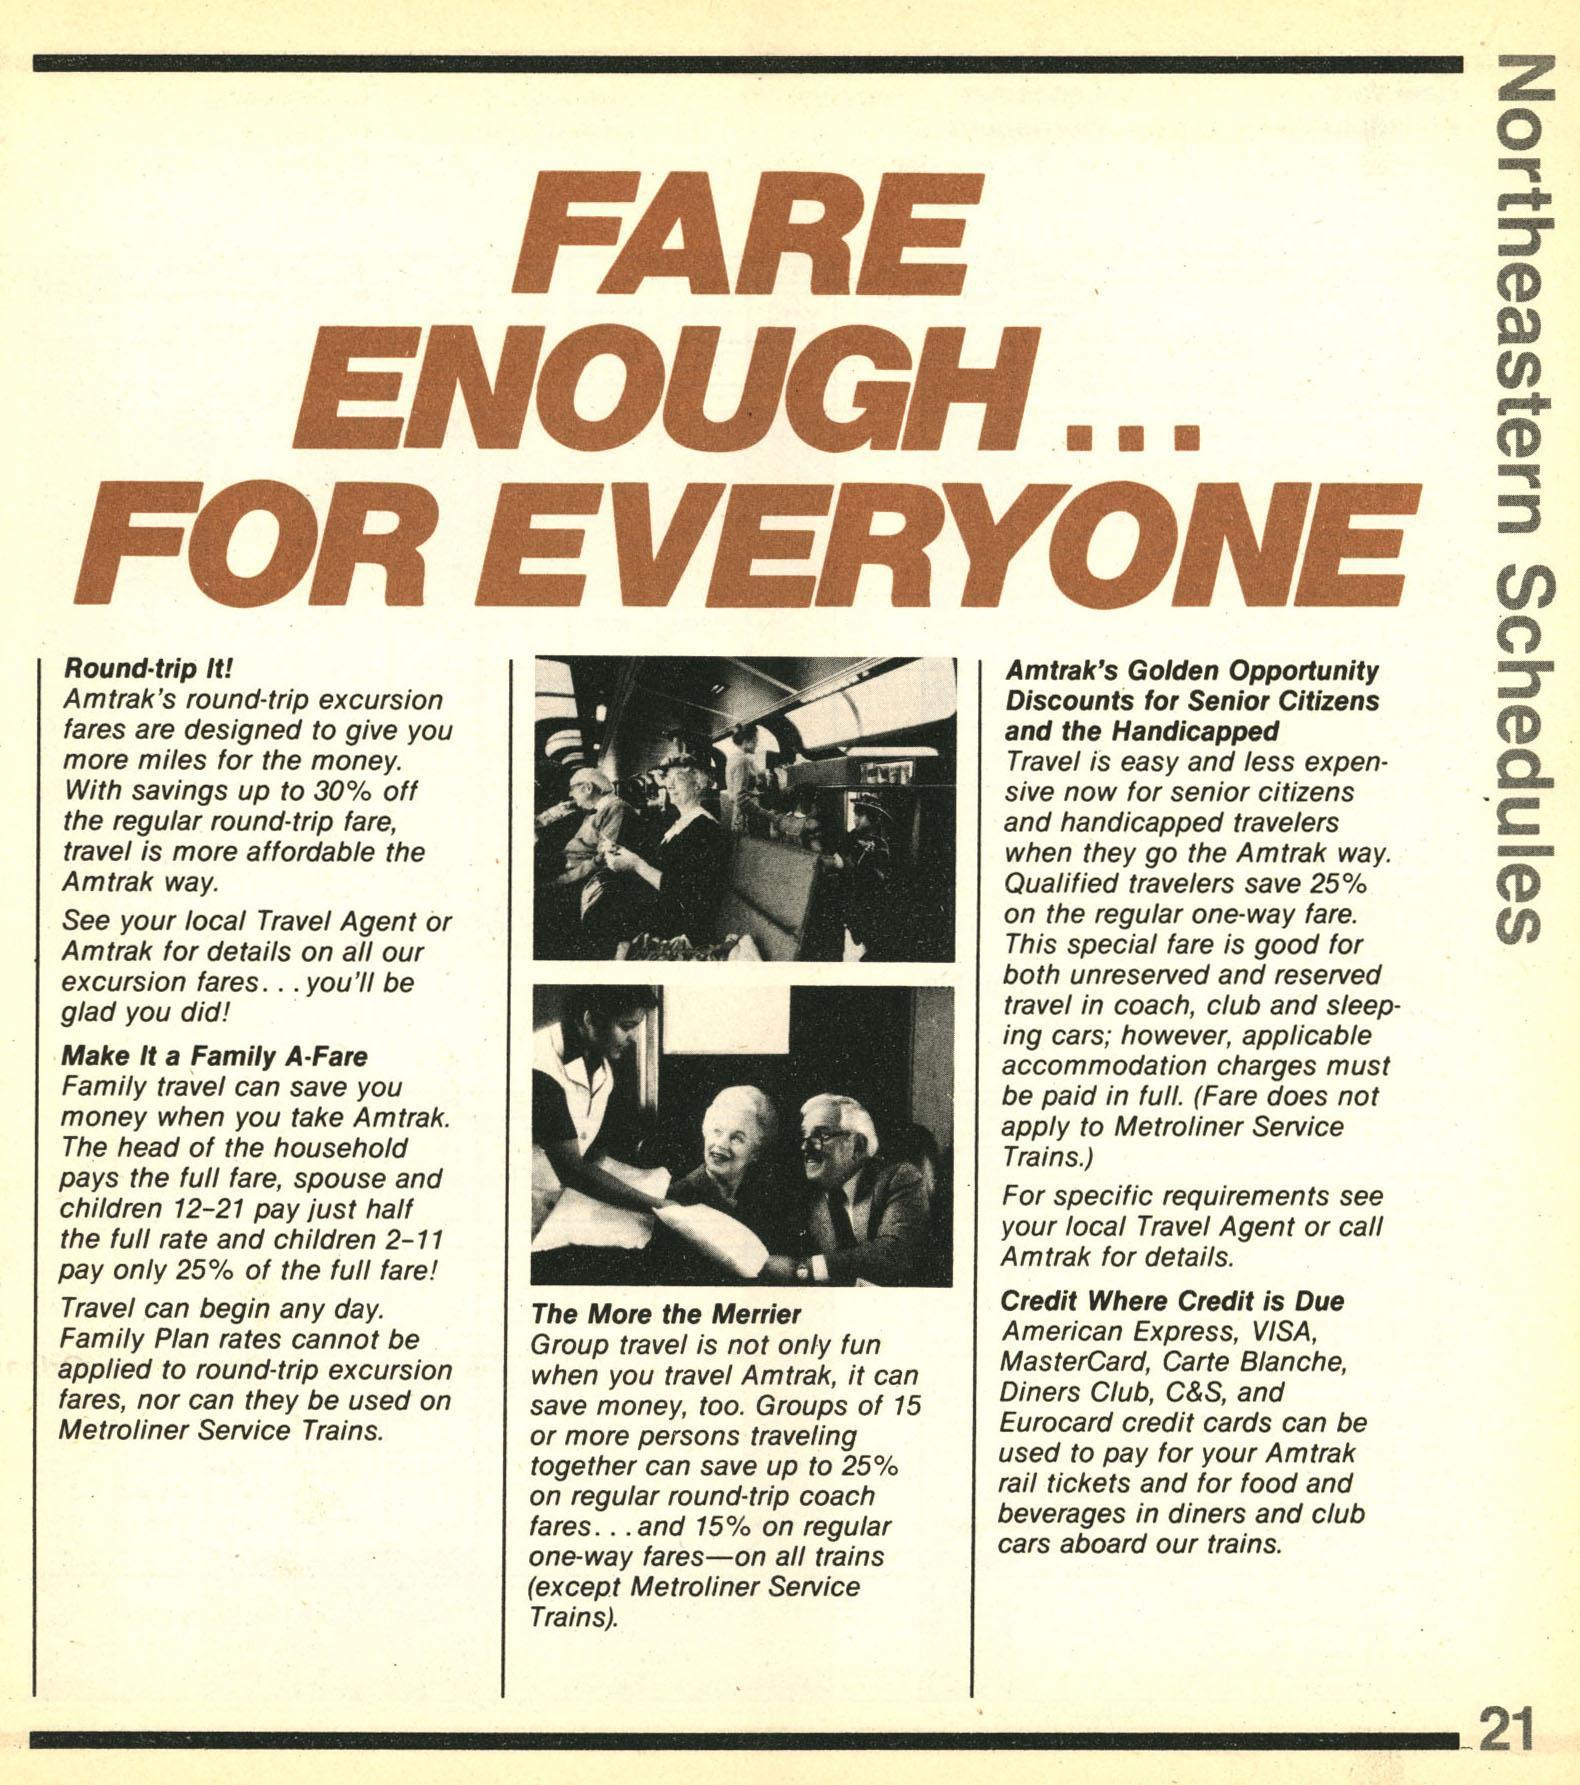 Northeastern Schedules
FARE
ENOUGH...
FOR EVERYONE
Round-trip It!
Amtrak's round-trip excursion
fares are designed to give you
more miles for the money.
With savings up to 30% off
the regular round-trip fare,
travel is more affordable the
Amtrak way.
See your local Travel Agent or
Amtrak for details on all our
excursion fares...you'll be
glad you did!
Make It a Family A-Fare
Family travel can save you
money when you take Amtrak.
The head of the household
pays the full fare, spouse and
children 12–21 pay just half
the full rate and children 2–11
pay only 25% of the full fare!
Travel can begin any day.
Family Plan rates cannot be
applied to round-trip excursion
fares, nor can they be used on
Metroliner Service Trains.
The More the Merrier
Group travel is not only fun
when you travel Amtrak, it can
save money, too. Groups of 15
or more persons traveling
together can save up to 25%
on regular round-trip coach
fares...and 15% on regular
one-way fares—on all trains
(except Metroliner Service
Trains).
Amtrak's Golden Opportunity
Discounts for Senior Citizens
and the Handicapped
Travel is easy and less expen-
sive now for senior citizens
and handicapped travelers
when they go the Amtrak way.
Qualified travelers save 25%
on the regular one-way fare.
This special fare is good for
both unreserved and reserved
travel in coach, club and sleep-
ing cars; however, applicable
accommodation charges must
be paid in full. (Fare does not
apply to Metroliner Service
Trains.)
For specific requirements see
your local Travel Agent or call
Amtrak for details.
Credit Where Credit is Due
American Express, VISA,
MasterCard, Carte Blanche,
Diners Club, C&S, and
Eurocard credit cards can be
used to pay for your Amtrak
rail tickets and for food and
beverages in diners and club
cars aboard our trains.
21